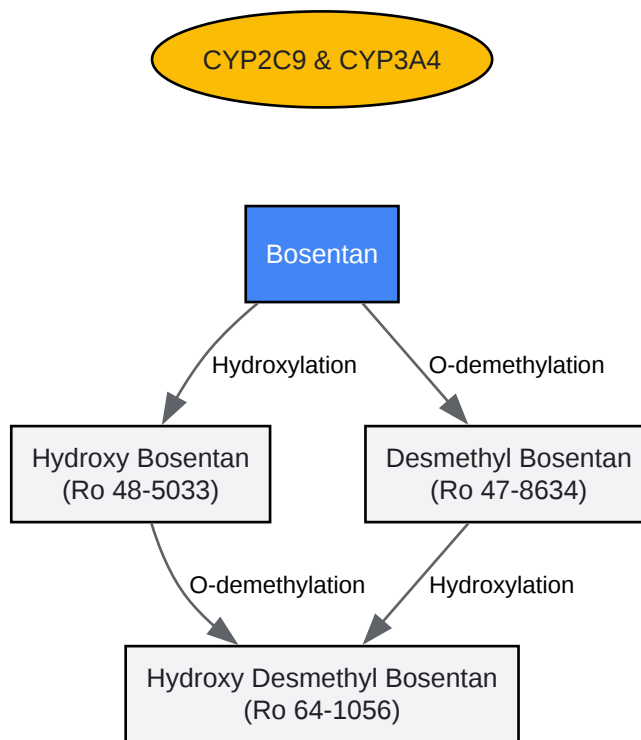 CYP2C9 & CYP3A4
Bosentan
Hydroxylation
O-demethylation
Hydroxy Bosentan
(Ro 48-5033)
Desmethyl Bosentan
(Ro 47-8634)
O-demethylation
Hydroxylation
Hydroxy Desmethyl Bosentan
(Ro 64-1056)